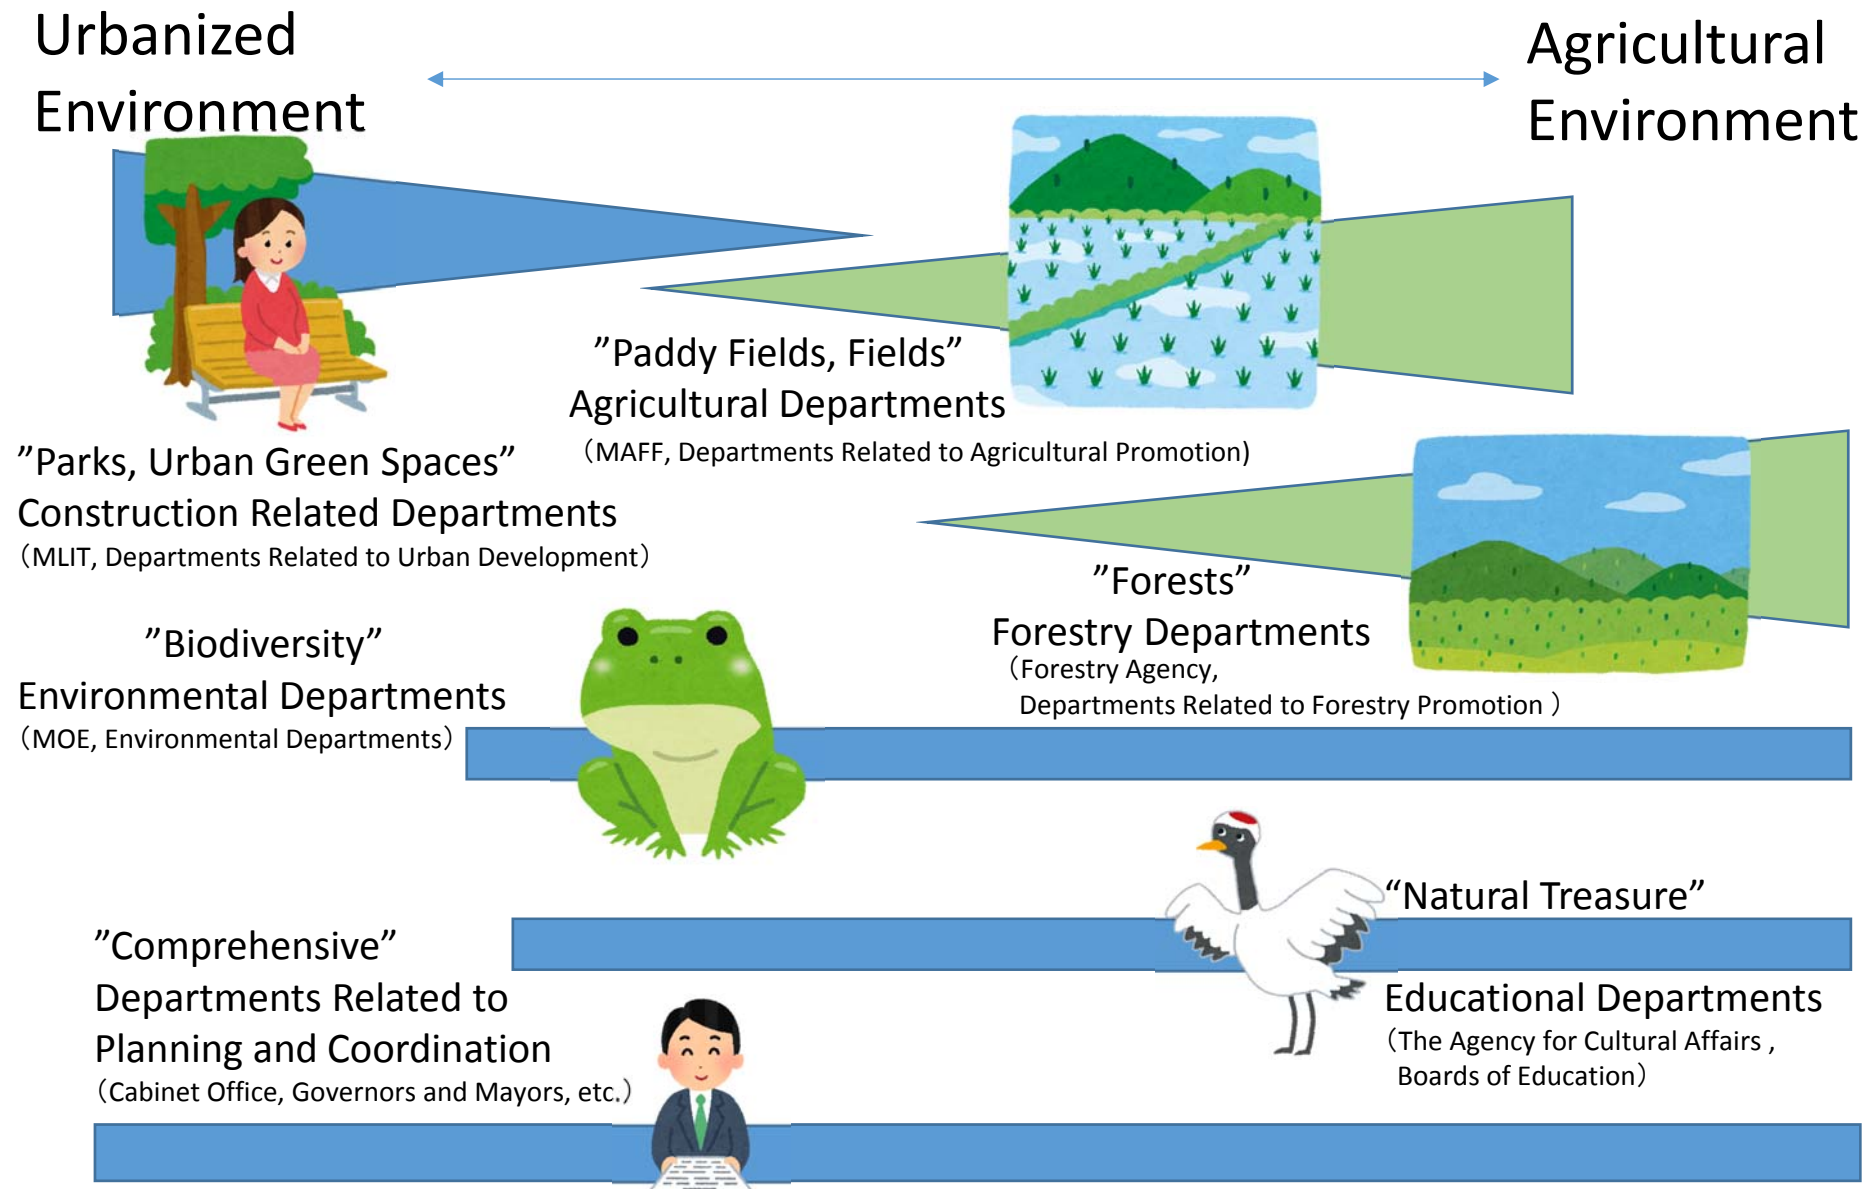 Urbanized
Environment
Agricultural
Environment
”Paddy Fields, Fields”
Agricultural Departments
（MAFF, Departments Related to Agricultural Promotion)
”Parks, Urban Green Spaces”
Construction Related Departments
（MLIT, Departments Related to Urban Development）
”Forests”
Forestry Departments
（Forestry Agency,
Departments Related to Forestry Promotion ）
”Biodiversity”
Environmental Departments
（MOE, Environmental Departments）
“Natural Treasure”
Educational Departments
（The Agency for Cultural Affairs ,
Boards of Education）
”Comprehensive”
Departments Related to
Planning and Coordination
（Cabinet Office, Governors and Mayors, etc.）